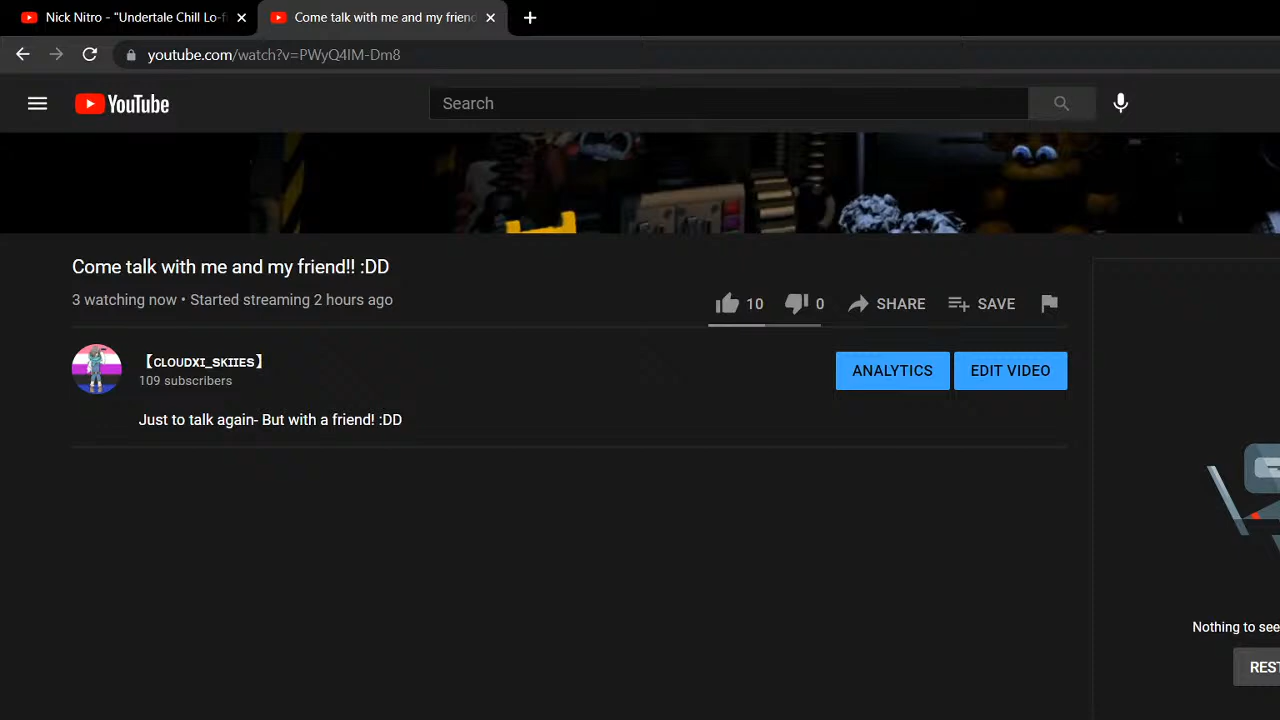 Nick Nitro - "Undertale Chill Lo-fi
Come talk with me and my friend
youtube.com/watch?v=PWyQ4IM-Dm8
YouTube
Search
Come talk with me and my friend!! :DD
3 watching now • Started streaming 2 hours ago
10
0
SHARE
SAVE
【CLOUDXI_SKIIES】
109 subscribers
ANALYTICS
EDIT VIDEO
Just to talk again- But with a friend! :DD
Nothing to see
REST